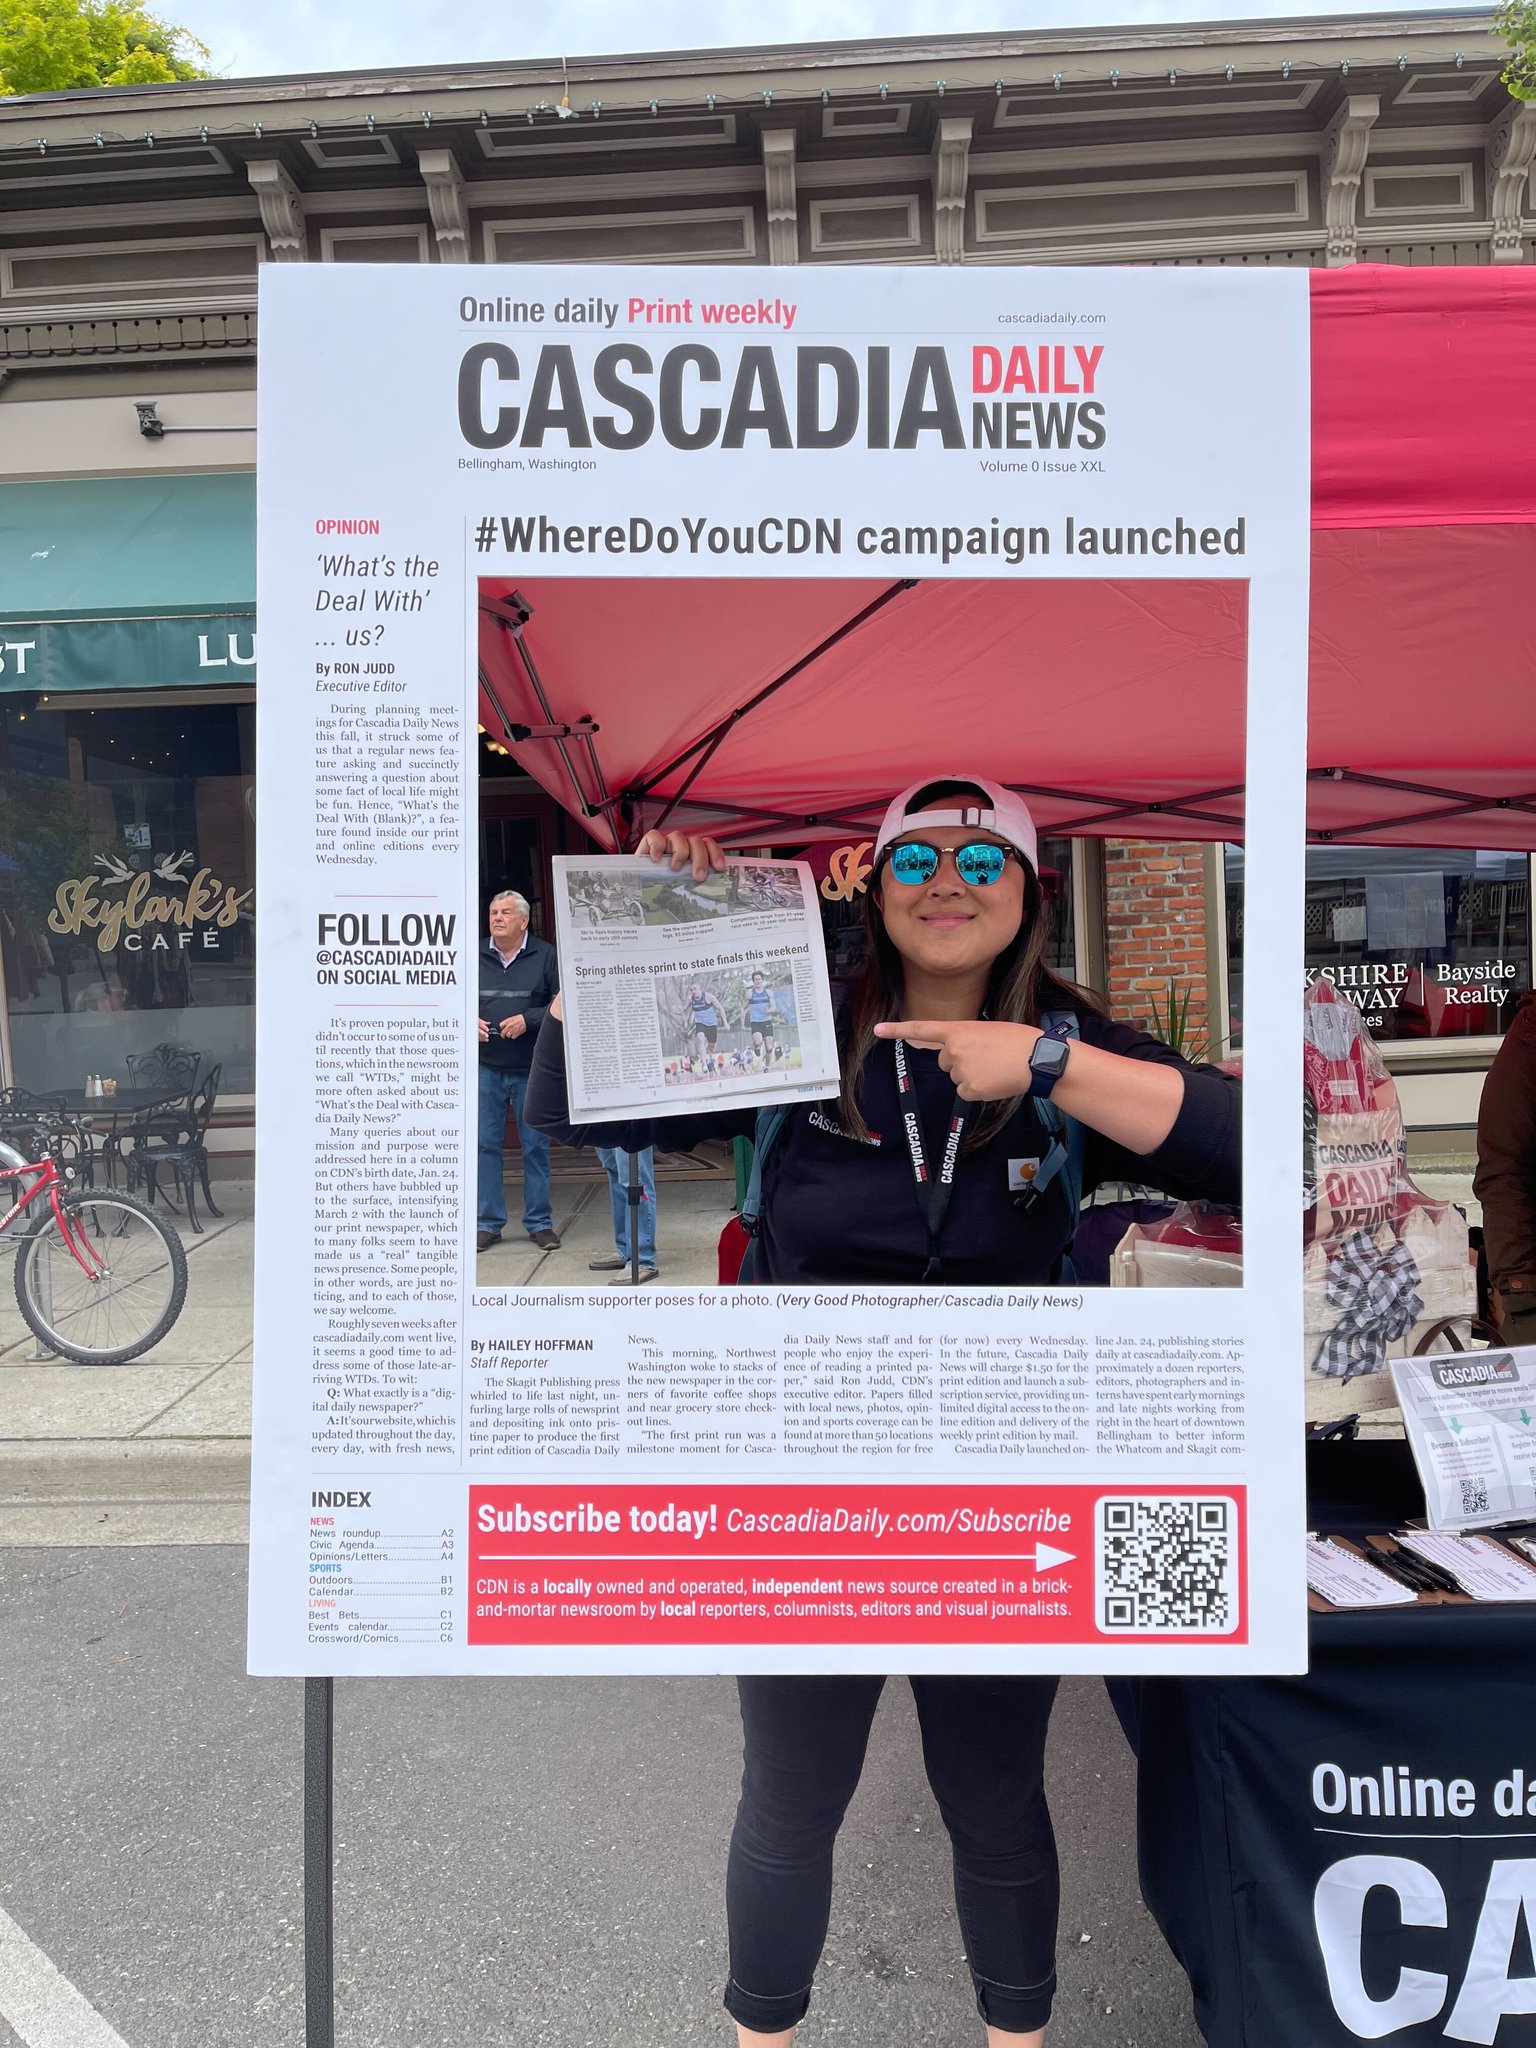 Online daily Print weekly
cascadiadaily.com
CASCADIA DAILY NEWS
Bellingham, Washington
Volume 0 Issue XXL
OPINION
‘What’s the
Deal With’
... us?
By RON JUDD
Executive Editor
During planning meet-
ings for Cascadia Daily News
this fall, it struck some of
us that a regular news fea-
ture asking and succinctly
answering a question about
some fact of local life might
be fun. Hence, “What’s the
Deal With (Blank)?”, a fea-
ture found inside our print
and online editions every
Wednesday.
FOLLOW
@CASCADIADAILY
ON SOCIAL MEDIA
It’s proven popular, but it
didn’t occur to some of us un-
til recently that those ques-
tions, which in the newsroom
we call “WTDs,” might be
more often asked about us:
“What’s the Deal with Casca-
dia Daily News?”
Many queries about our
mission and purpose were
addressed here in a column
on CDN’s birth date, Jan. 24.
But others have bubbled up
to the surface, intensifying
March 2 with the launch of
our print newspaper, which
to many folks seem to have
made us a “real” tangible
news presence. Some people,
in other words, are just no-
ticing, and to each of those,
we say welcome.
Roughly seven weeks after
cascadiadaily.com went live,
it seems a good time to ad-
dress some of those late-ar-
riving WTDs. To wit:
Q: What exactly is a “dig-
ital daily newspaper?”
A: It’s our website, which is
updated throughout the day,
every day, with fresh news,
#WhereDoYouCDN campaign launched
Spring athletes sprint to state finals this weekend
CASCADIA DAILY NEWS
CASCADIA
CASCADIA
Local Journalism supporter poses for a photo. (Very Good Photographer/Cascadia Daily News)
By HAILEY HOFFMAN
Staff Reporter
The Skagit Publishing press
whirled to life last night, un-
furling large rolls of newsprint
and depositing ink onto pris-
tine paper to produce the first
print edition of Cascadia Daily
News.
This morning, Northwest
Washington woke to stacks of
the new newspaper in the cor-
ners of favorite coffee shops
and near grocery store check-
out lines.
“The first print run was a
milestone moment for Casca-
dia Daily News staff and for
people who enjoy the experi-
ence of reading a printed pa-
per,” said Ron Judd, CDN’s
executive editor. Papers filled
with local news, photos, opin-
ion and sports coverage can be
found at more than 50 locations
throughout the region for free
(for now) every Wednesday.
In the future, Cascadia Daily
News will charge $1.50 for the
print edition and launch a sub-
scription service, providing un-
limited digital access to the on-
line edition and delivery of the
weekly print edition by mail.
Cascadia Daily launched on-
line Jan. 24, publishing stories
daily at cascadiadaily.com. Ap-
proximately a dozen reporters,
editors, photographers and in-
terns have spent early mornings
and late nights working from
right in the heart of downtown
Bellingham to better inform
the Whatcom and Skagit com-
INDEX
NEWS
News roundup....................A2
Civic Agenda.....................A3
Opinions/Letters................A4
SPORTS
Outdoors.........................B1
Calendar..........................B2
LIVING
Best Bets.........................C1
Events calendar.................C2
Crossword/Comics.............C6
Subscribe today! CascadiaDaily.com/Subscribe
CDN is a locally owned and operated, independent news source created in a brick-
and-mortar newsroom by local reporters, columnists, editors and visual journalists.
ST
LU
Skylark's
CAFÉ
SK
KSHIRE
WAY
Bayside
Realty
CASCADIA
DAILY
NEWS
CASCADIA
Become a Subscriber!
Online da
CA